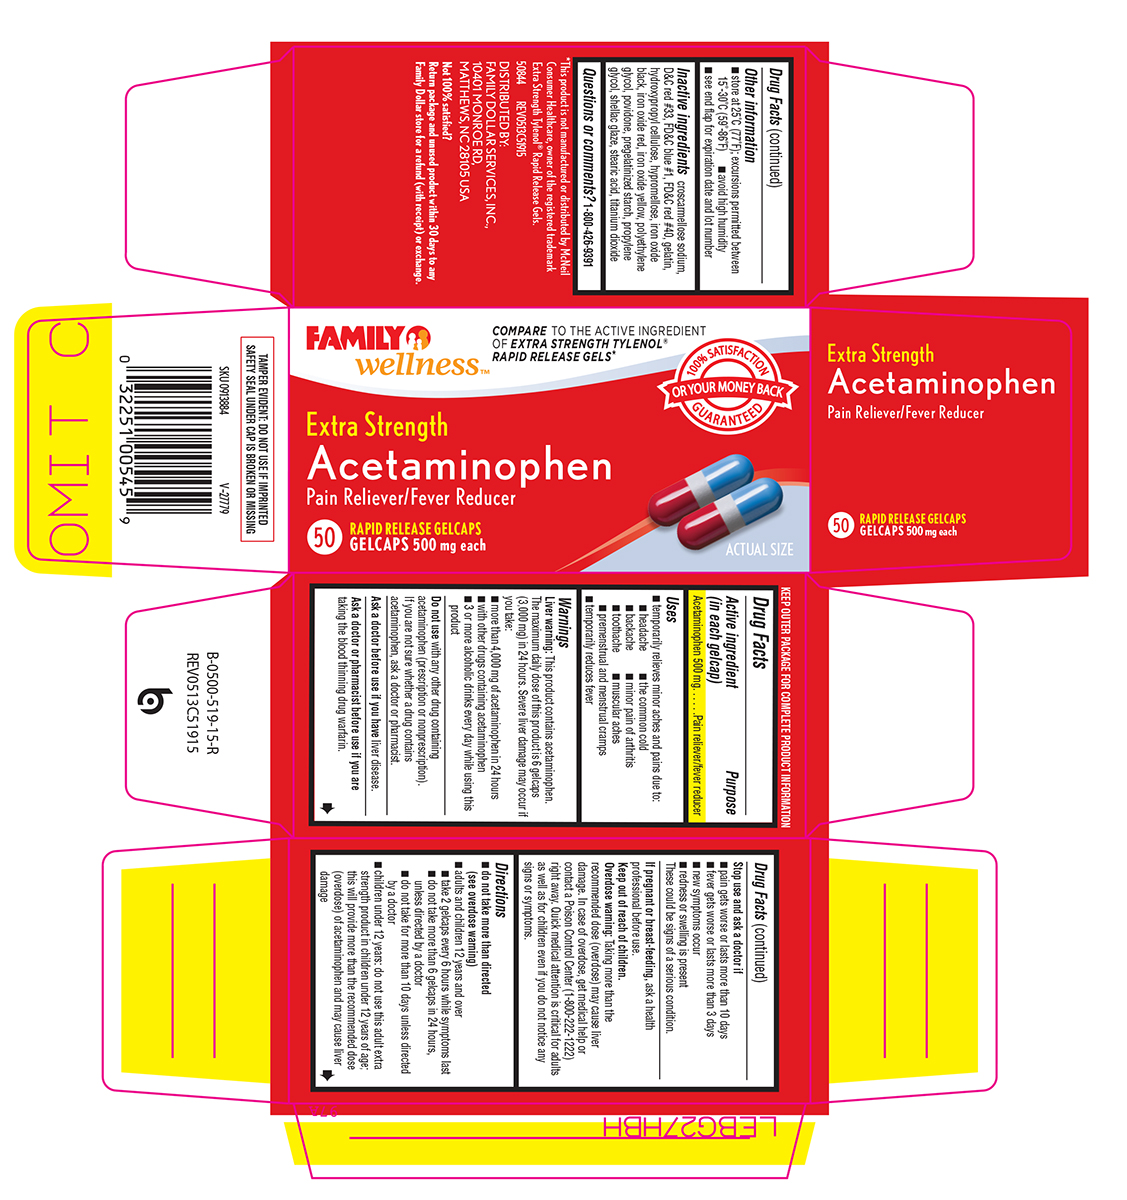 Drug Facts (continued)
Other information
■ store at 25°C (77°F); excursions permitted between
15°-30°C (59°-86°F) ■ avoid high humidity
■ see end flap for expiration date and lot number
Inactive ingredients croscarmellose sodium,
D&C red #33, FD&C blue #1, FD&C red #40, gelatin,
hydroxypropyl cellulose, hypromellose, iron oxide
black, iron oxide red, iron oxide yellow, polyethylene
glycol, povidone, pregelatinized starch, propylene
glycol, shellac glaze, stearic acid, titanium dioxide
Questions or comments? 1-800-426-9391
*This product is not manufactured or distributed by McNeil
Consumer Healthcare, owner of the registered trademark
Extra Strength Tylenol® Rapid Release Gels.
50844 REV0513C51915
DISTRIBUTED BY:
FAMILY DOLLAR SERVICES, INC.,
10401 MONROE RD,
MATTHEWS, NC 28105 USA
Not 100% satisfied?
Return package and unused product within 30 days to any
Family Dollar store for a refund (with receipt) or exchange.
OMIT C
TAMPER EVIDENT: DO NOT USE IF IMPRINTED
SAFETY SEAL UNDER CAP IS BROKEN OR MISSING
SKU 0913884 V-27779
0 32251 00545 9
FAMILY
wellness™
COMPARE TO THE ACTIVE INGREDIENT
OF EXTRA STRENGTH TYLENOL®
RAPID RELEASE GELS*
100% SATISFACTION
OR YOUR MONEY BACK
GUARANTEED
Extra Strength
Acetaminophen
Pain Reliever/Fever Reducer
50 RAPID RELEASE GELCAPS
GELCAPS 500 mg each
ACTUAL SIZE
Extra Strength
Acetaminophen
Pain Reliever/Fever Reducer
50 RAPID RELEASE GELCAPS
GELCAPS 500 mg each
B-0500-519-15-R
REV0513C51915
b
KEEP OUTER PACKAGE FOR COMPLETE PRODUCT INFORMATION
Drug Facts
Active ingredient Purpose
(in each gelcap)
Acetaminophen 500 mg. . . . . .Pain reliever/fever reducer
Uses
■ temporarily relieves minor aches and pains due to:
■ headache ■ the common cold
■ backache ■ minor pain of arthritis
■ toothache ■ muscular aches
■ premenstrual and menstrual cramps
■ temporarily reduces fever
Warnings
Liver warning: This product contains acetaminophen.
The maximum daily dose of this product is 6 gelcaps
(3,000 mg) in 24 hours. Severe liver damage may occur if
you take:
■ more than 4,000 mg of acetaminophen in 24 hours
■ with other drugs containing acetaminophen
■ 3 or more alcoholic drinks every day while using this
product
Do not use with any other drug containing
acetaminophen (prescription or nonprescription).
If you are not sure whether a drug contains
acetaminophen, ask a doctor or pharmacist.
Ask a doctor before use if you have liver disease.
Ask a doctor or pharmacist before use if you are
taking the blood thinning drug warfarin.
Drug Facts (continued)
Stop use and ask a doctor if
■ pain gets worse or lasts more than 10 days
■ fever gets worse or lasts more than 3 days
■ new symptoms occur
■ redness or swelling is present
These could be signs of a serious condition.
If pregnant or breast-feeding, ask a health
professional before use.
Keep out of reach of children.
Overdose warning: Taking more than the
recommended dose (overdose) may cause liver
damage. In case of overdose, get medical help or
contact a Poison Control Center (1-800-222-1222)
right away. Quick medical attention is critical for adults
as well as for children even if you do not notice any
signs or symptoms.
Directions
■ do not take more than directed
(see overdose warning)
■ adults and children 12 years and over
■ take 2 gelcaps every 6 hours while symptoms last
■ do not take more than 6 gelcaps in 24 hours,
unless directed by a doctor
■ do not take for more than 10 days unless directed
by a doctor
■ children under 12 years: do not use this adult extra
strength product in children under 12 years of age;
this will provide more than the recommended dose
(overdose) of acetaminophen and may cause liver
damage
LEBG27HBH